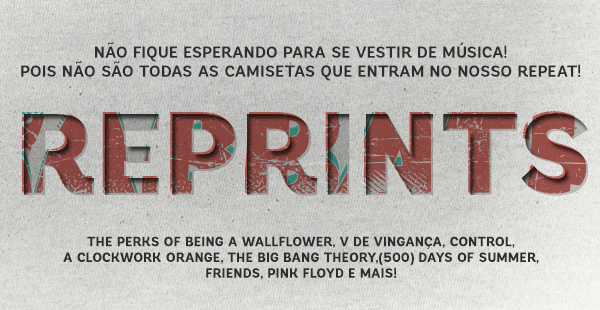 NÃO FIQUE ESPERANDO PARA SE VESTIR DE MÚSICA!
POIS NÃO SÃO TODAS AS CAMISETAS QUE ENTRAM NO NOSSO REPEAT!
REPRINTS
THE PERKS OF BEING A WALLFLOWER, V DE VINGANÇA, CONTROL,
A CLOCKWORK ORANGE, THE BIG BANG THEORY,(500) DAYS OF SUMMER,
FRIENDS, PINK FLOYD E MAIS!